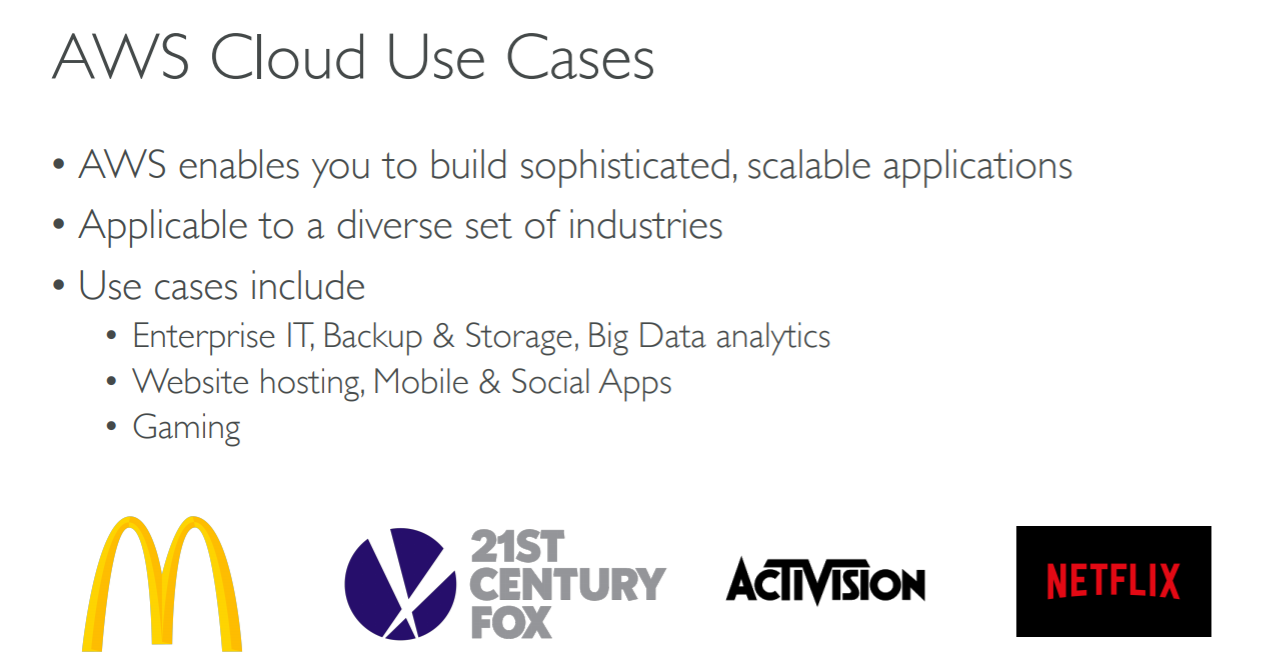 AWS Cloud Use Cases
• AWS enables you to build sophisticated, scalable applications
• Applicable to a diverse set of industries
• Use cases include
• Enterprise IT, Backup & Storage, Big Data analytics
• Website hosting, Mobile & Social Apps
• Gaming
21ST
CENTURY
FOX
ACTIVISION
NETFLIX